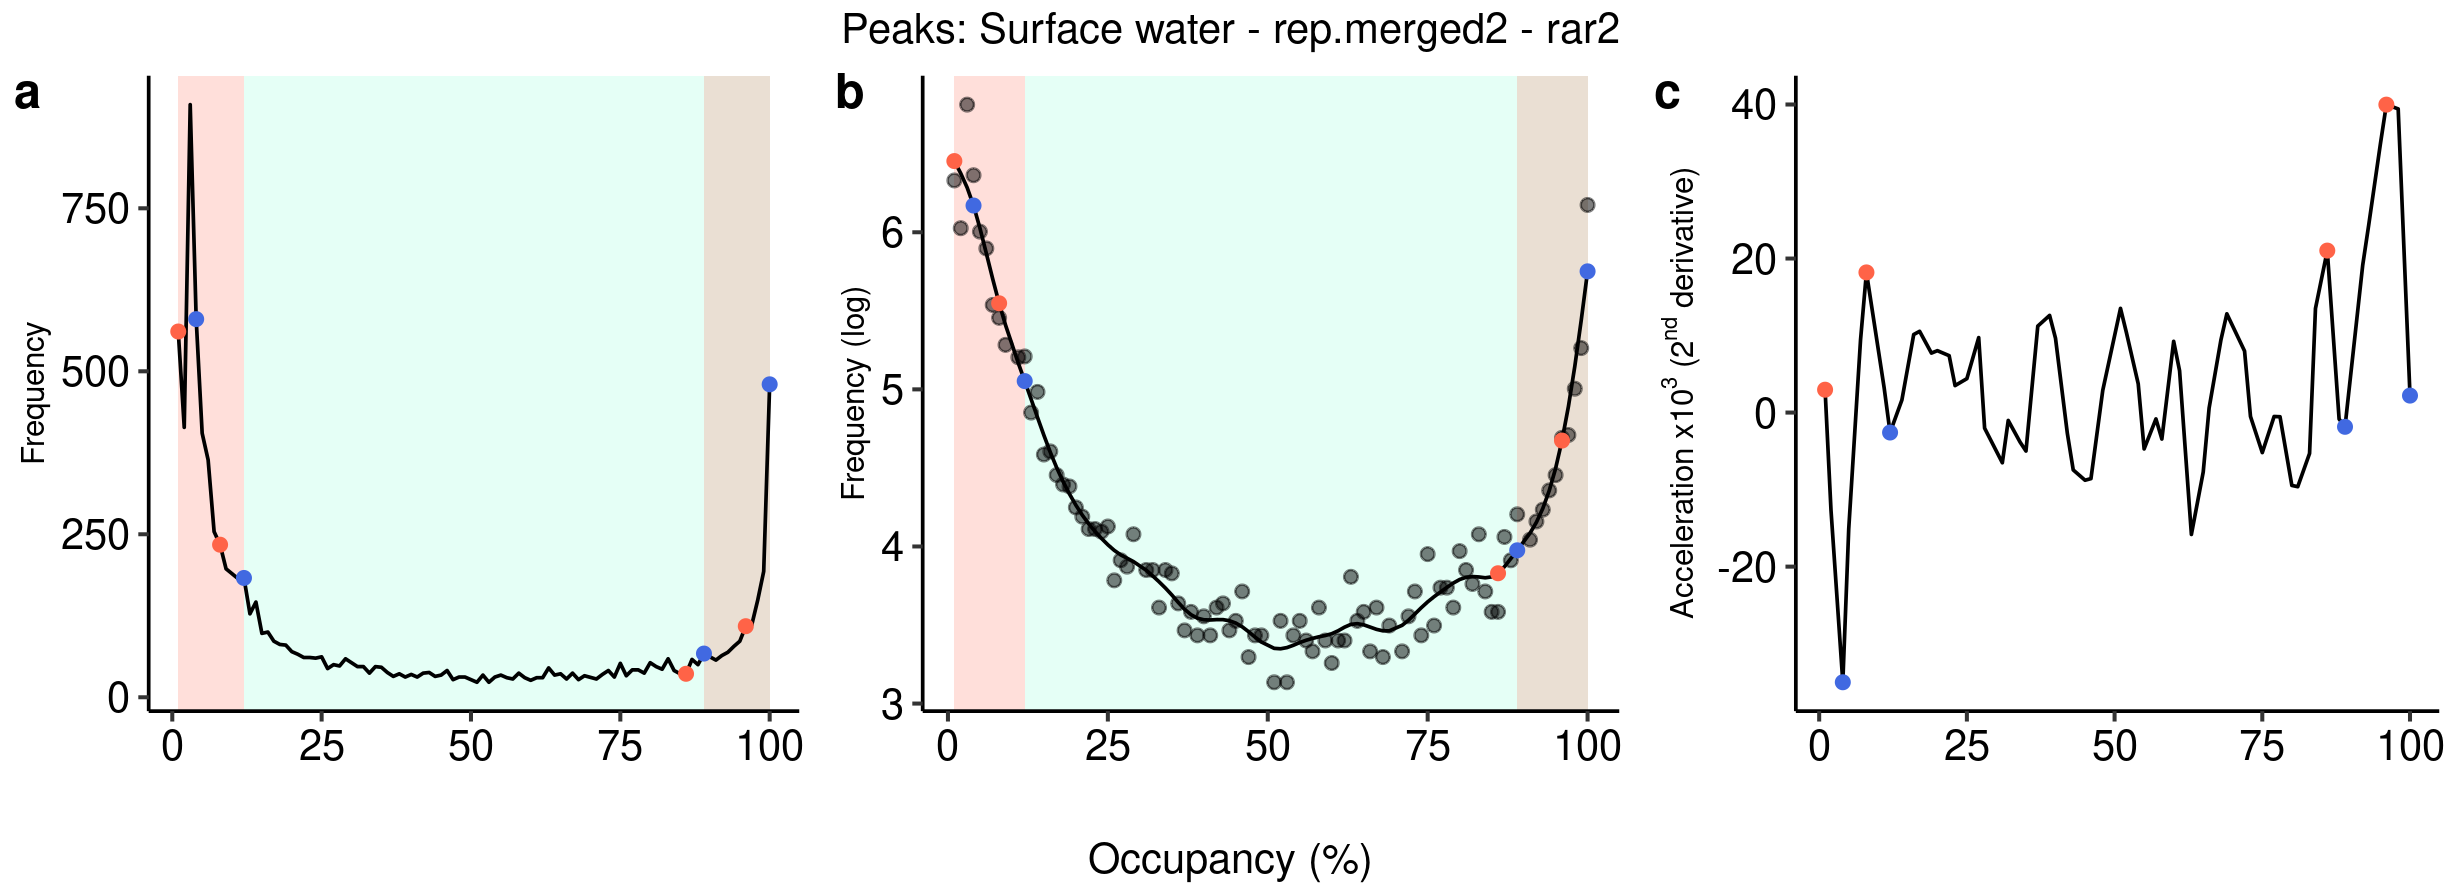 Peaks: Surface water - rep.merged2 - rar2
a
Frequency
750
500
250
0
0 25 50 75 100
b
Frequency (log)
6
5
4
3
0 25 50 75 100
c
Acceleration x10³ (2ⁿᵈ derivative)
40
20
0
-20
0 25 50 75 100
Occupancy (%)